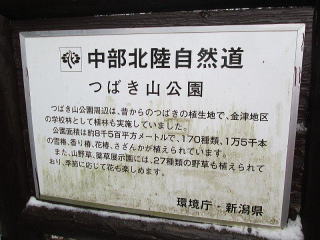 中部北陸自然道
つばき山公園
つばき山公園周辺は、昔からのつばきの植生地で、金津地区
の学校林として植林も実施していました。
公園面積は約8千5百平方メートルで、170種類、1万5千本
の雪椿、香り椿、花椿、さざんかが植えられています。
また、山野草、薬草展示園には、27種類の野草も植えられて
おり、季節に応じて花も楽しめます。
環境庁・新潟県